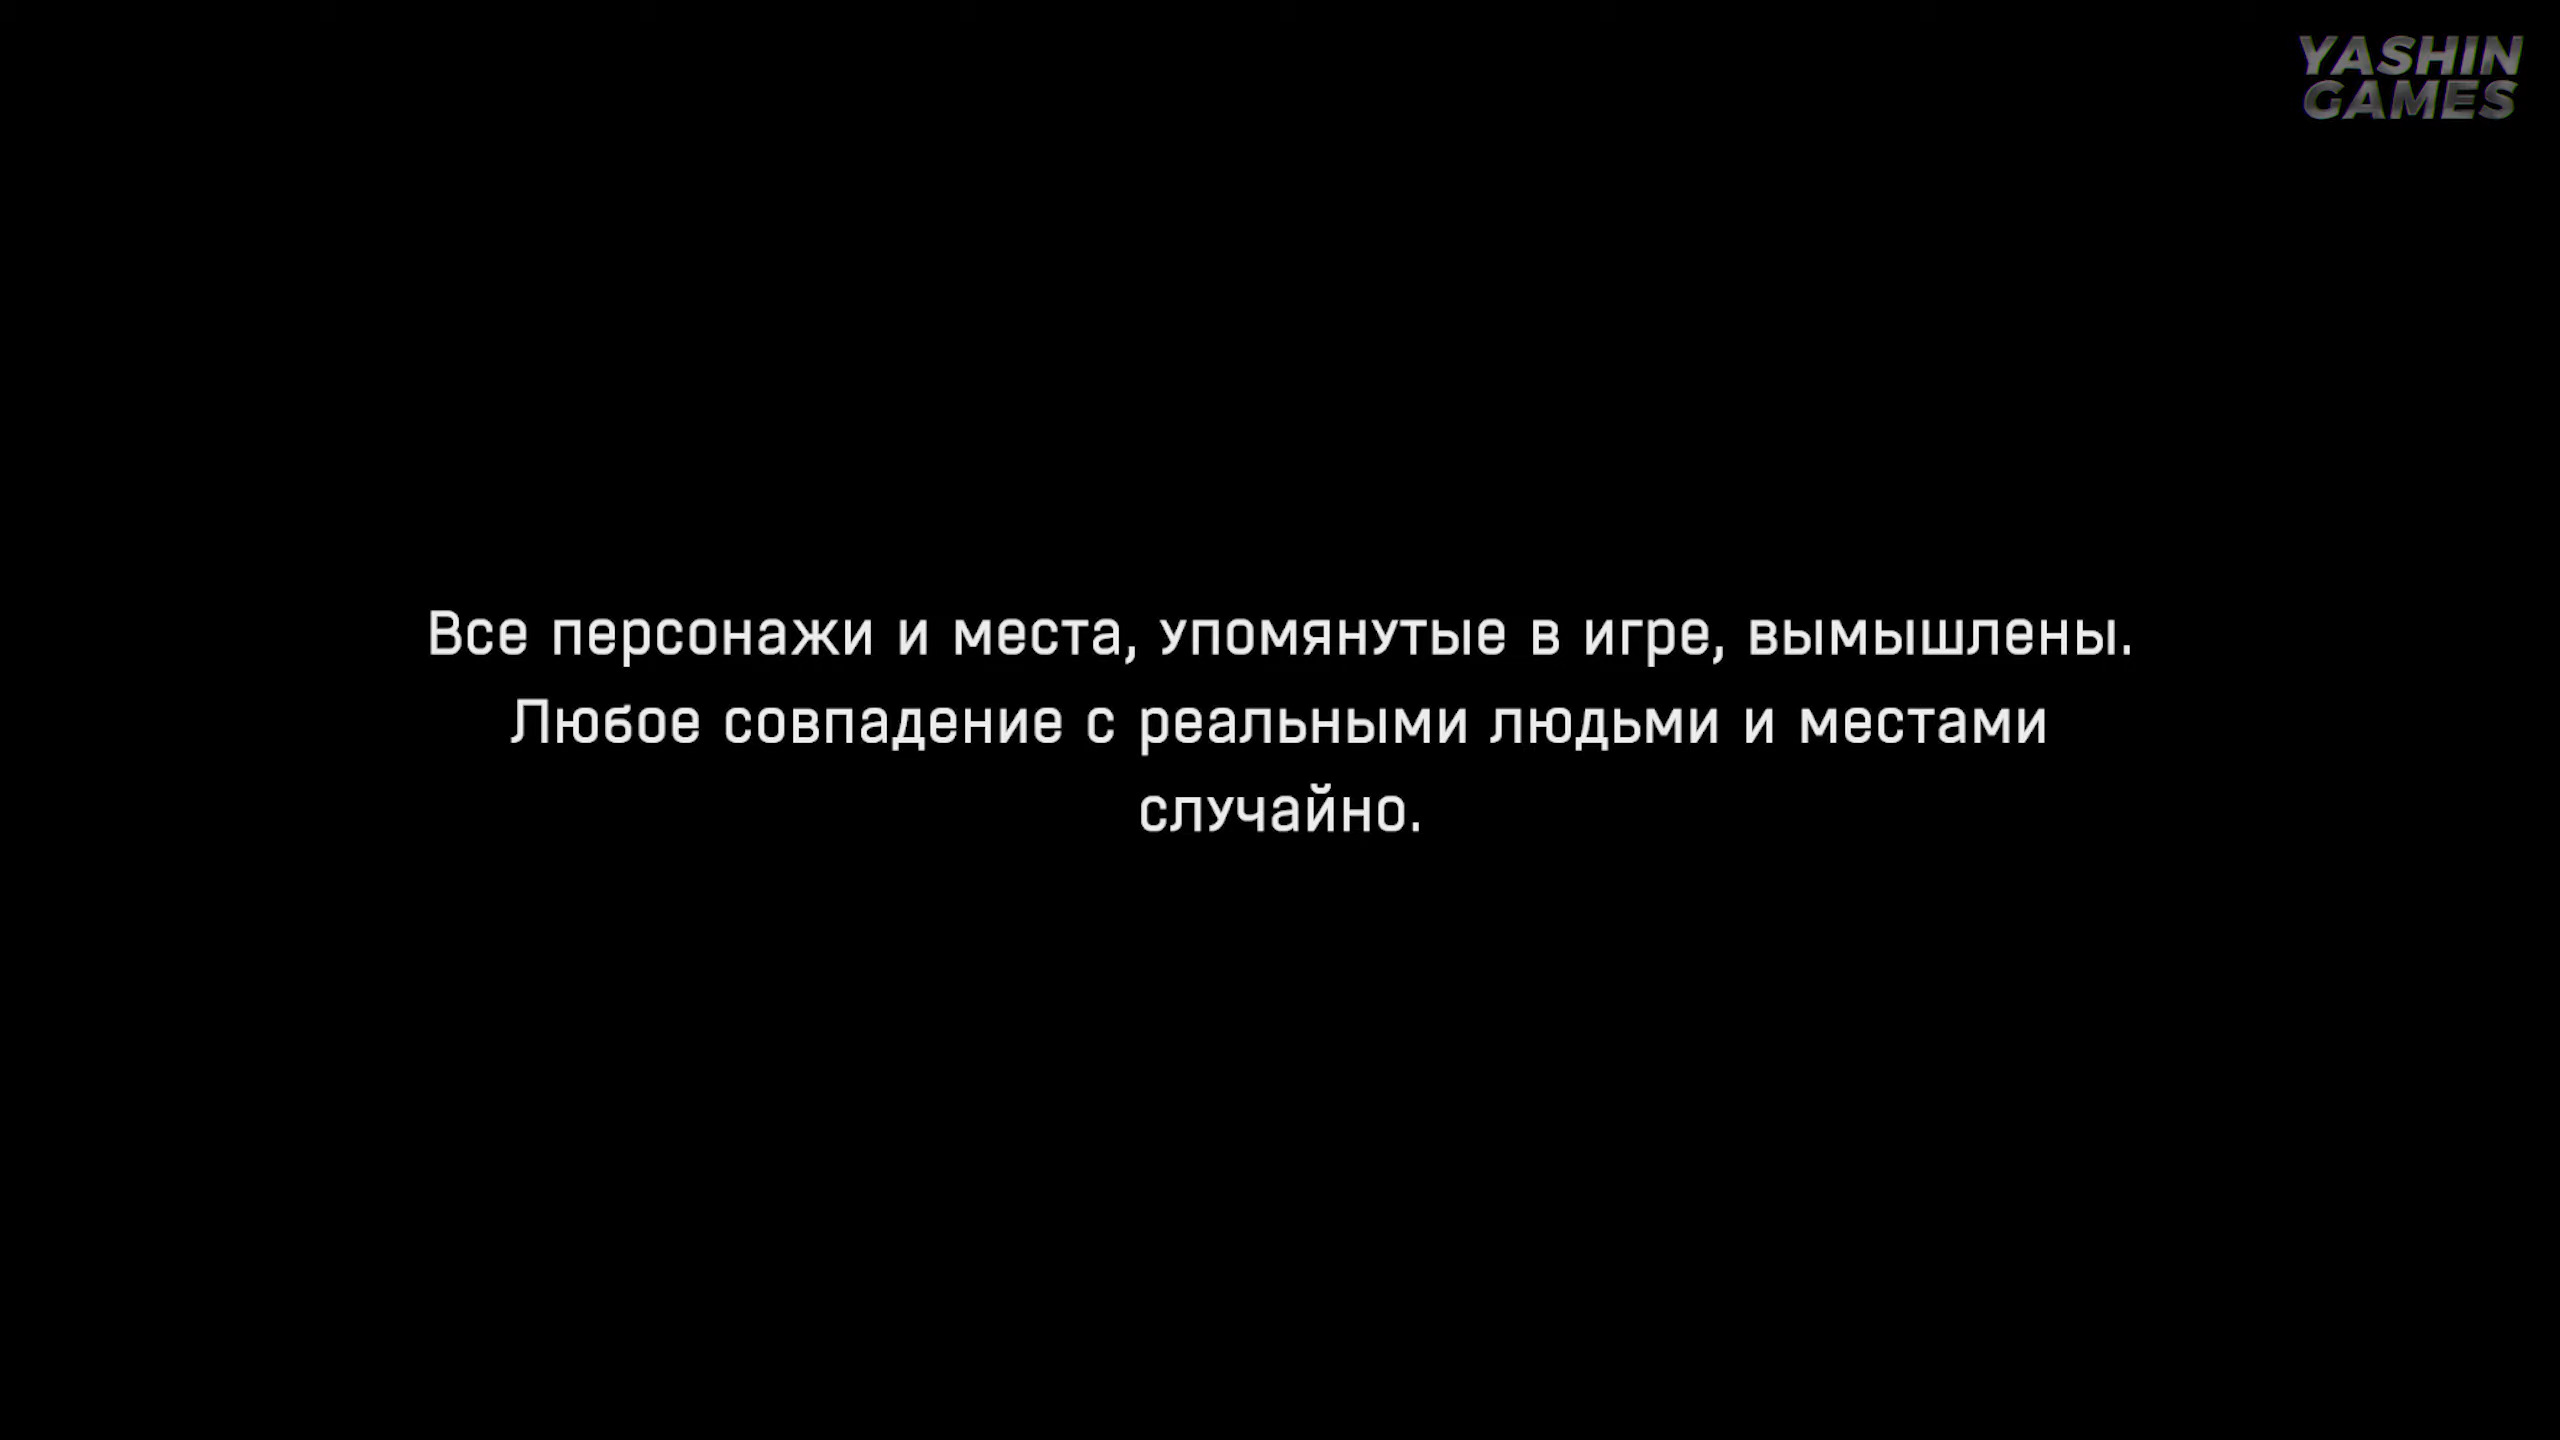 YASHIN
GAMES
Все персонажи и места, упомянутые в игре, вымышлены.
Любое совпадение с реальными людьми и местами
случайно.